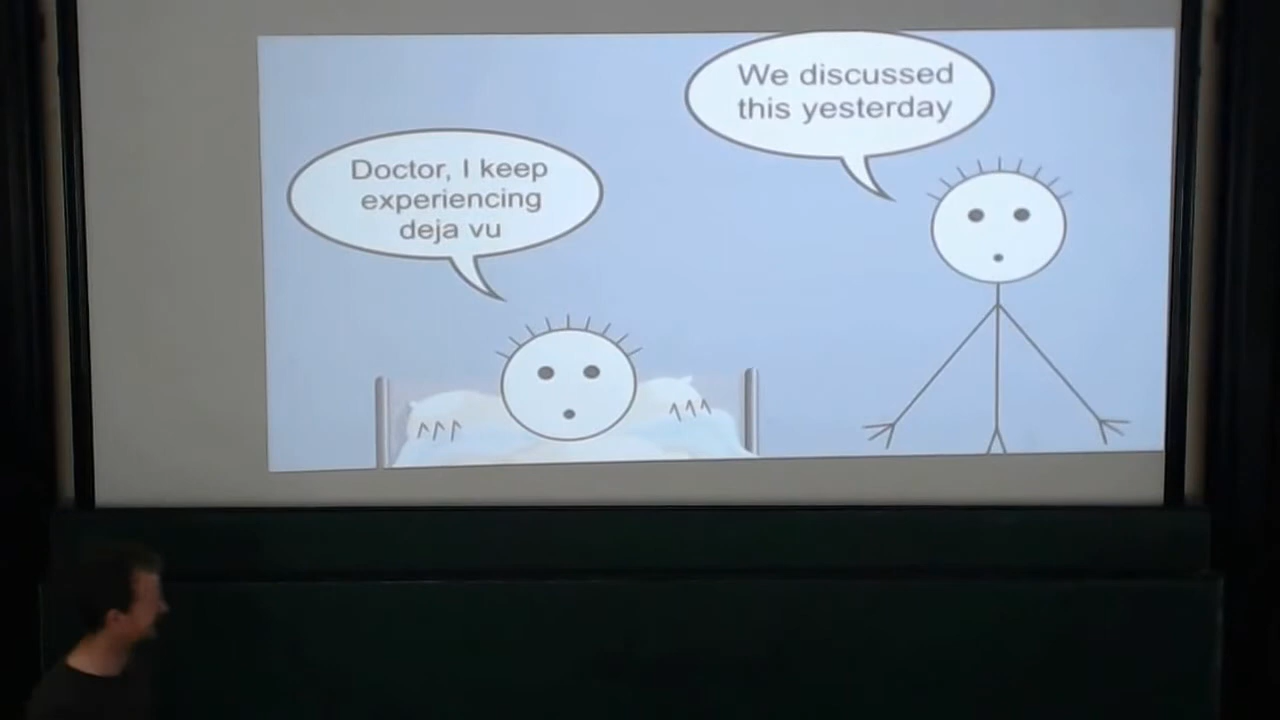 Doctor, I keep
experiencing
deja vu
We discussed
this yesterday